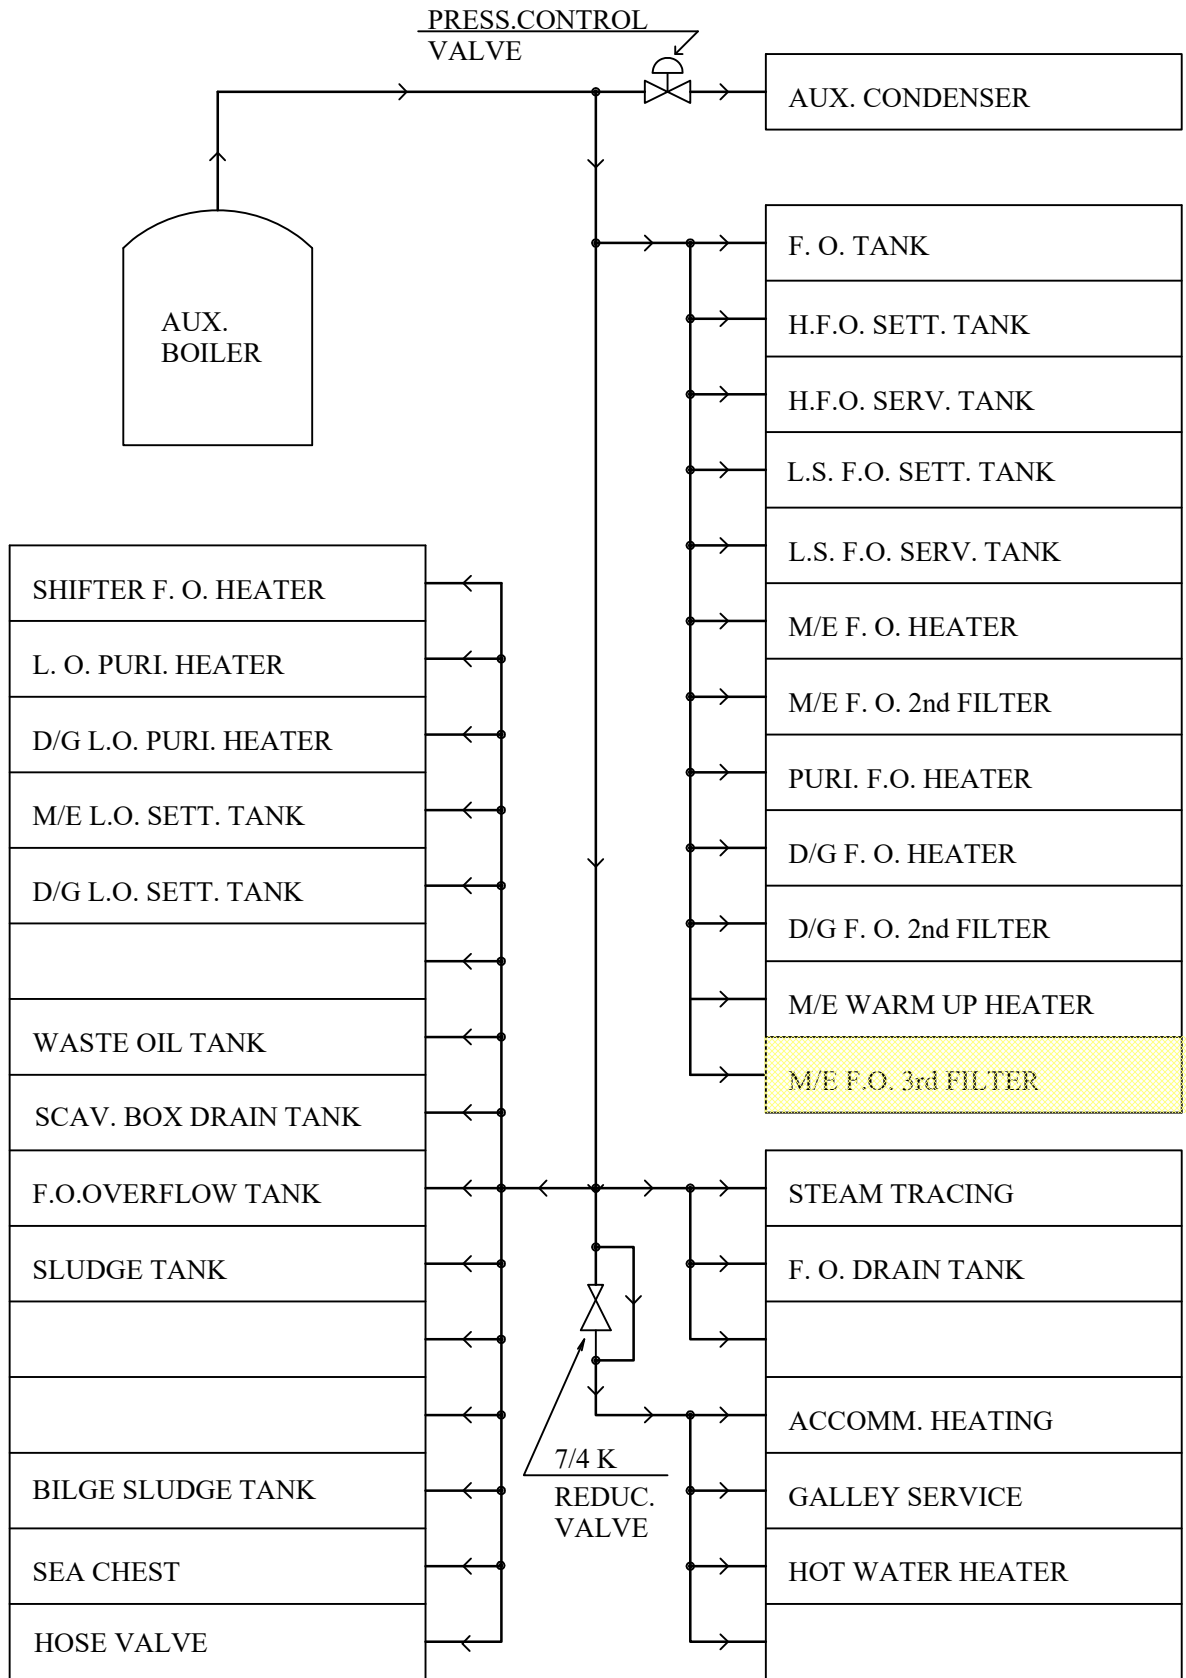 PRESS.CONTROL
VALVE
AUX. CONDENSER
AUX.
BOILER
F. O. TANK
H.F.O. SETT. TANK
H.F.O. SERV. TANK
L.S. F.O. SETT. TANK
L.S. F.O. SERV. TANK
M/E F. O. HEATER
M/E F. O. 2nd FILTER
PURI. F.O. HEATER
D/G F. O. HEATER
D/G F. O. 2nd FILTER
M/E WARM UP HEATER
M/E F.O. 3rd FILTER
SHIFTER F. O. HEATER
L. O. PURI. HEATER
D/G L.O. PURI. HEATER
M/E L.O. SETT. TANK
D/G L.O. SETT. TANK
WASTE OIL TANK
SCAV. BOX DRAIN TANK
F.O.OVERFLOW TANK
SLUDGE TANK
BILGE SLUDGE TANK
SEA CHEST
HOSE VALVE
7/4 K
REDUC.
VALVE
STEAM TRACING
F. O. DRAIN TANK
ACCOMM. HEATING
GALLEY SERVICE
HOT WATER HEATER